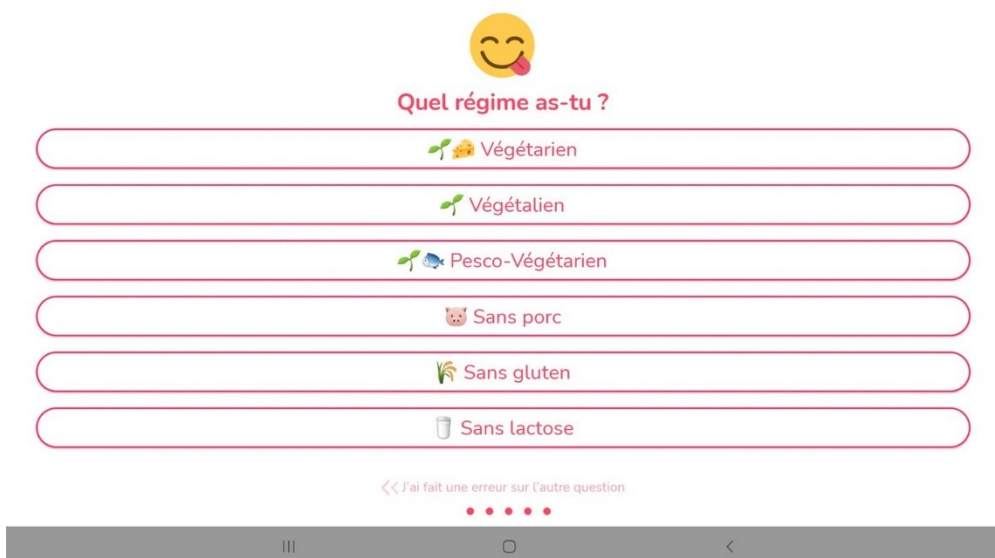 Quel régime as-tu ?
Végétarien
Végétalien
Pesco-Végétarien
Sans porc
Sans gluten
Sans lactose
J'ai fait une erreur sur l'autre question